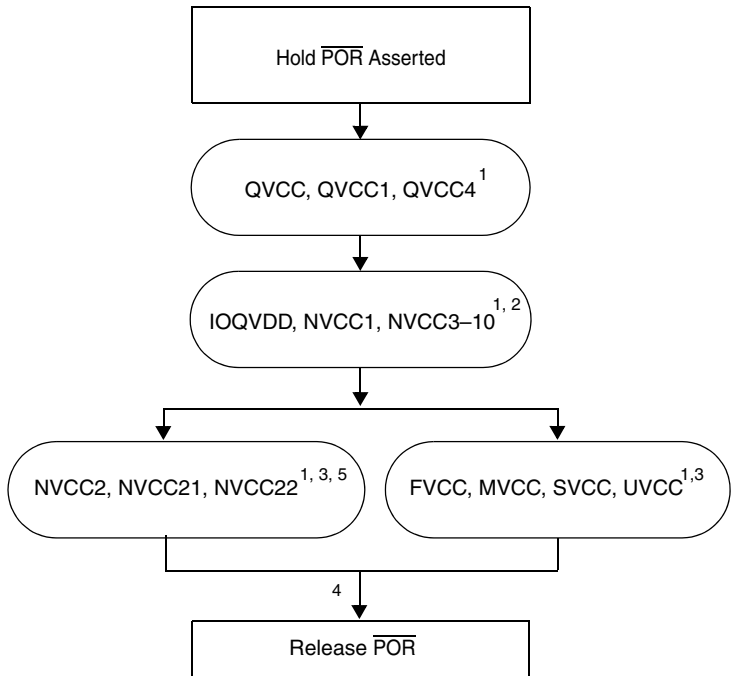 Hold POR Asserted
QVCC, QVCC1, QVCC4 1
IOQVDD, NVCC1, NVCC3–10 1, 2
NVCC2, NVCC21, NVCC22 1, 3, 5
FVCC, MVCC, SVCC, UVCC 1,3
4
Release POR